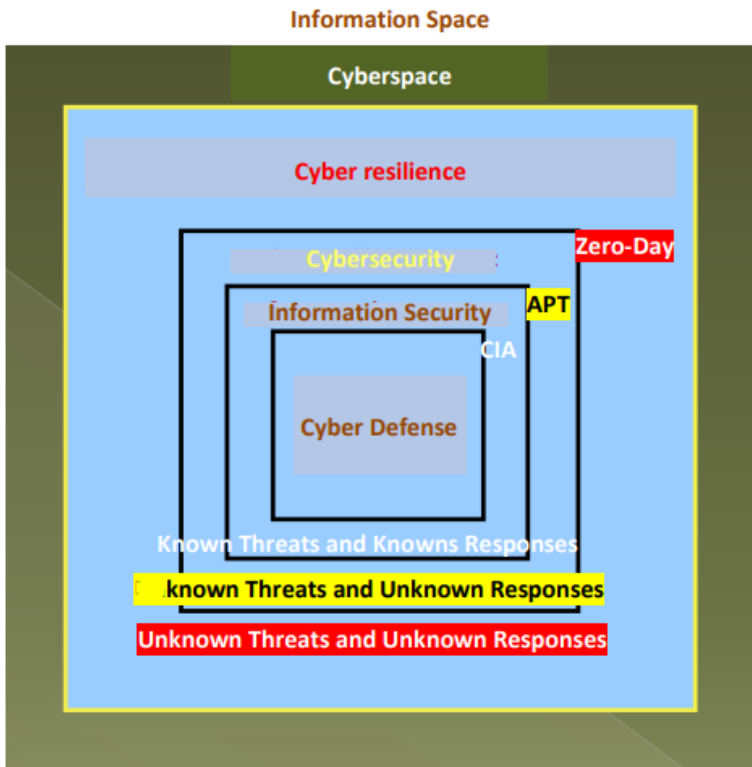 Information Space
Cyberspace
Cyber resilience
Zero-Day
Cybersecurity
APT
Information Security
CIA
Cyber Defense
Known Threats and Knowns Responses
Threats and Unknown Responses
Unknown Threats and Unknown Responses